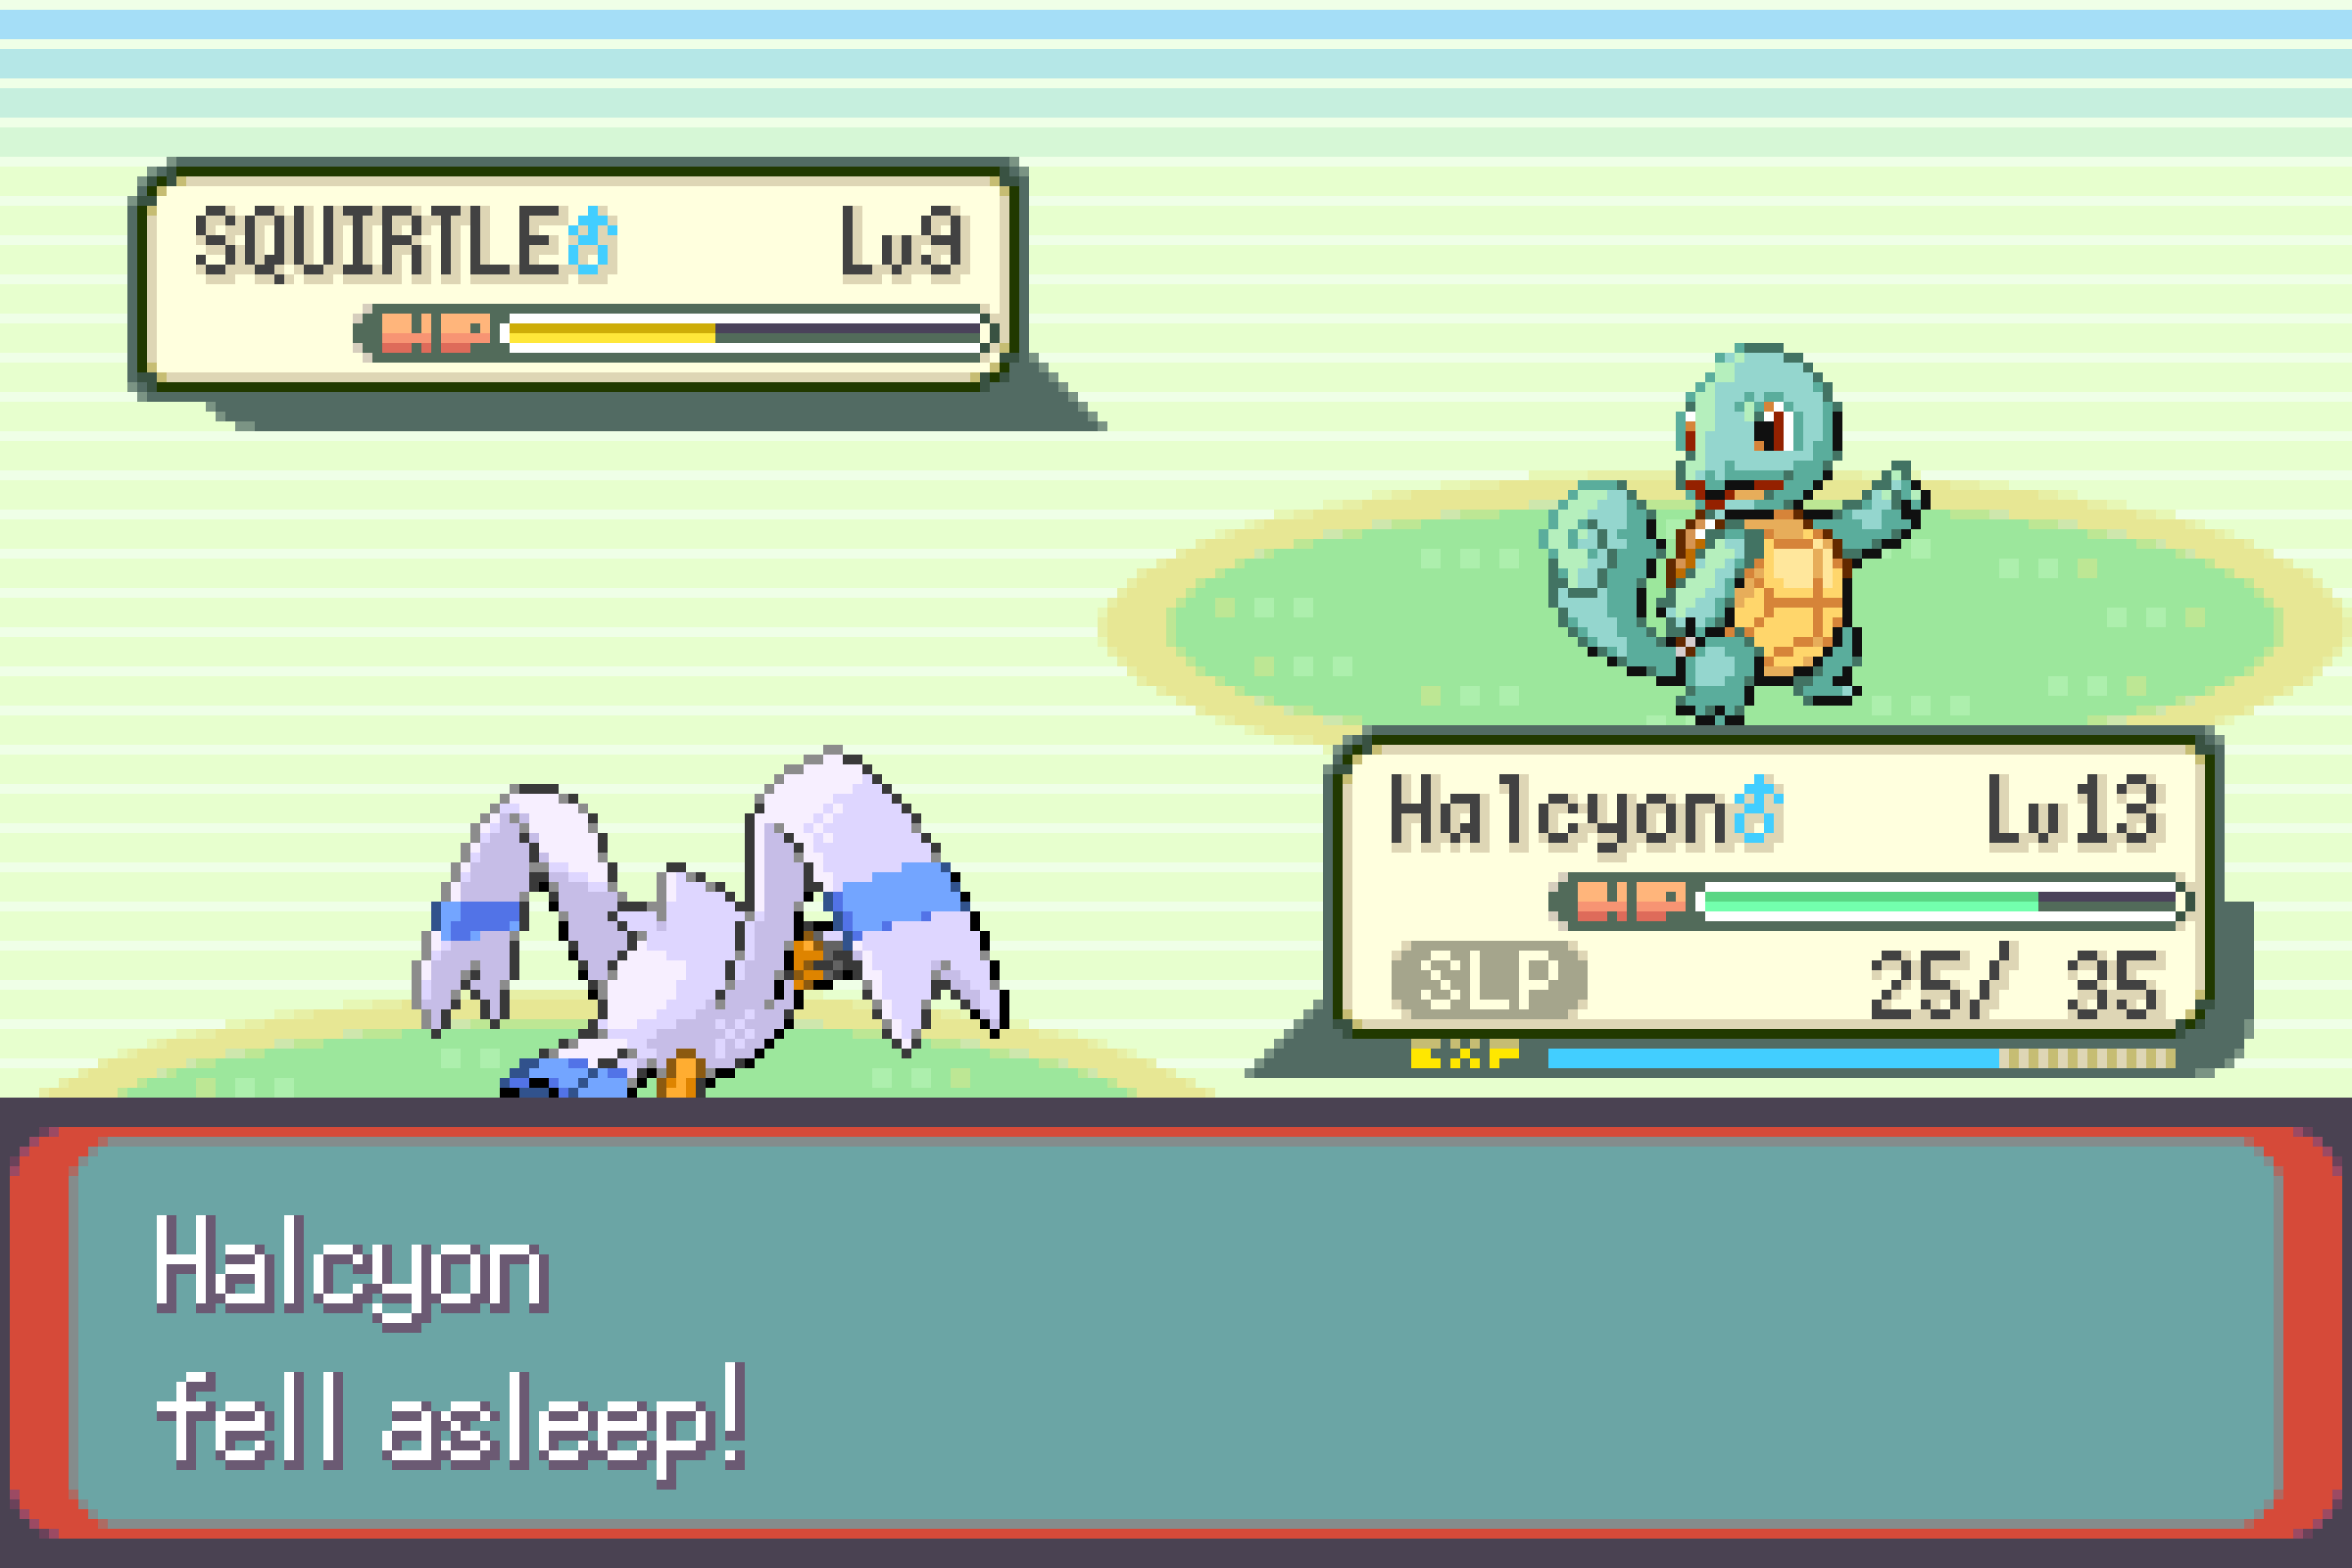 SQUIRTLE♂ Lv9
HP
Halcyon♂ Lv13
HP
SLP 25/ 35
EXP
Halcyon
fell asleep!